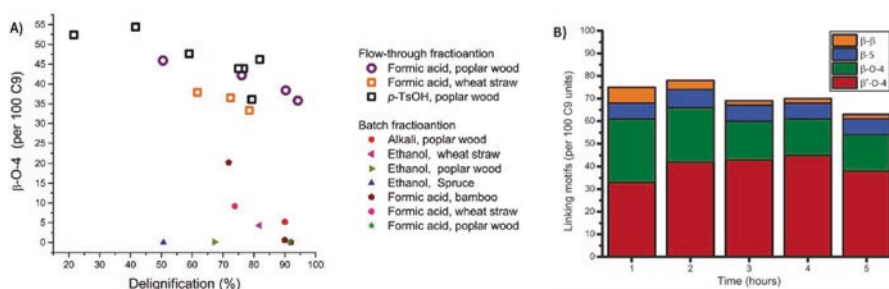 A)
55
50
45
40
35
30
25
20
15
10
5
0
β-O-4 (per 100 C9)
20 30 40 50 60 70 80 90 100
Delignification (%)
Flow-through fractioantion
Formic acid, poplar wood
Formic acid, wheat straw
p-TsOH, poplar wood
Batch fractioantion
Alkali, poplar wood
Ethanol, wheat straw
Ethanol, poplar wood
Ethanol, Spruce
Formic acid, bamboo
Formic acid, wheat straw
Formic acid, poplar wood
B)
100
90
80
70
60
50
40
30
20
10
0
Linking motifs (per 100 C9 units)
1 2 3 4 5
Time (hours)
β-β
β-5
β-O-4
β'-O-4